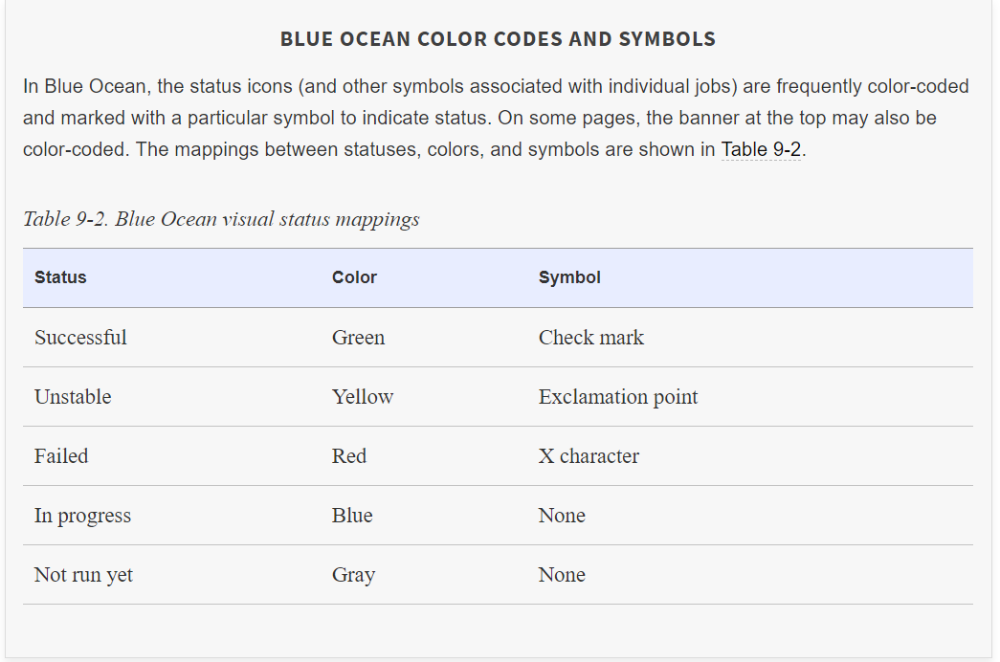 BLUE OCEAN COLOR CODES AND SYMBOLS
In Blue Ocean, the status icons (and other symbols associated with individual jobs) are frequently color-coded
and marked with a particular symbol to indicate status. On some pages, the banner at the top may also be
color-coded. The mappings between statuses, colors, and symbols are shown in Table 9-2.
Table 9-2. Blue Ocean visual status mappings
Status Color Symbol
Successful Green Check mark
Unstable Yellow Exclamation point
Failed Red X character
In progress Blue None
Not run yet Gray None